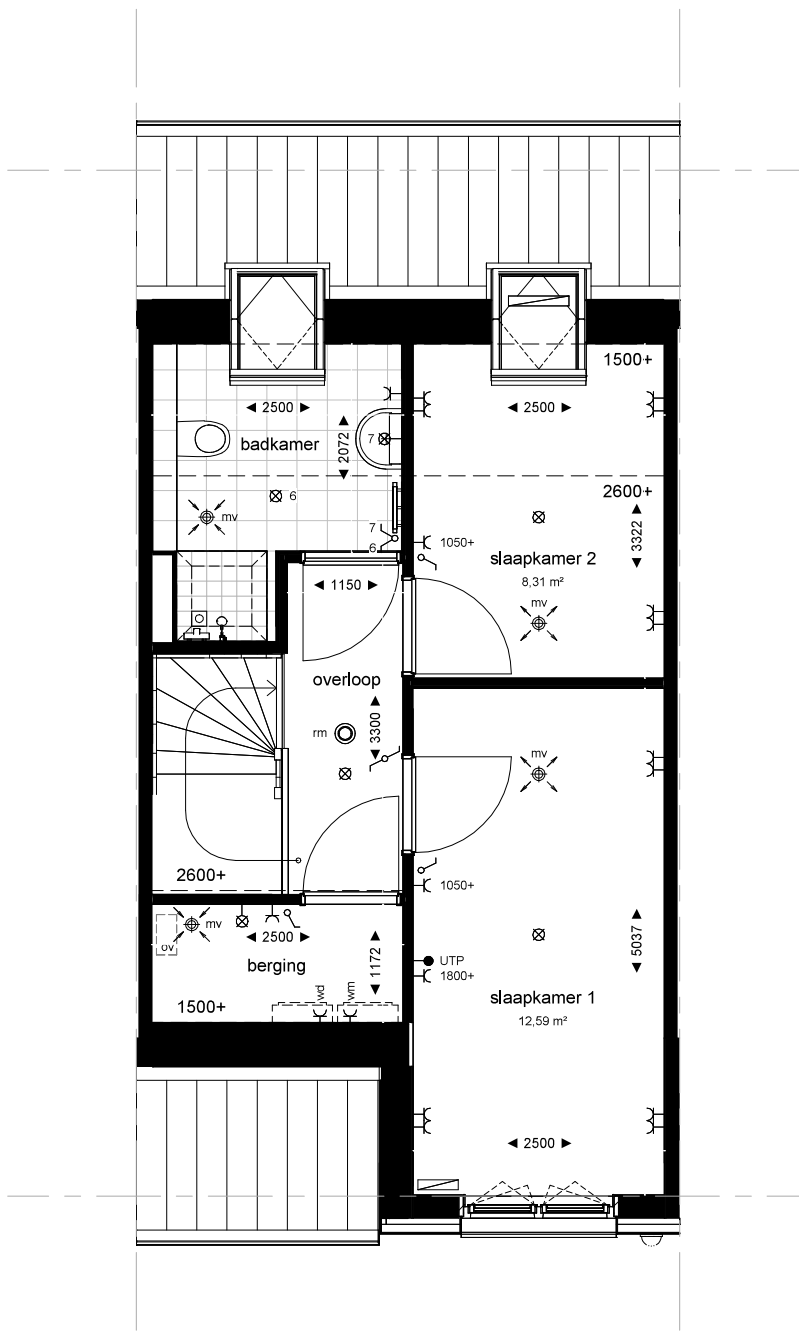 1500+
2500
2500
7
badkamer
2072
2600+
6
mv
7
6
1050+
3322
slaapkamer 2
8,31 m²
mv
1150
overloop
rm
3300
mv
2600+
1050+
mv
2500
ov
berging
1172
UTP
1800+
5037
1500+
wd
wm
slaapkamer 1
12,59 m²
2500